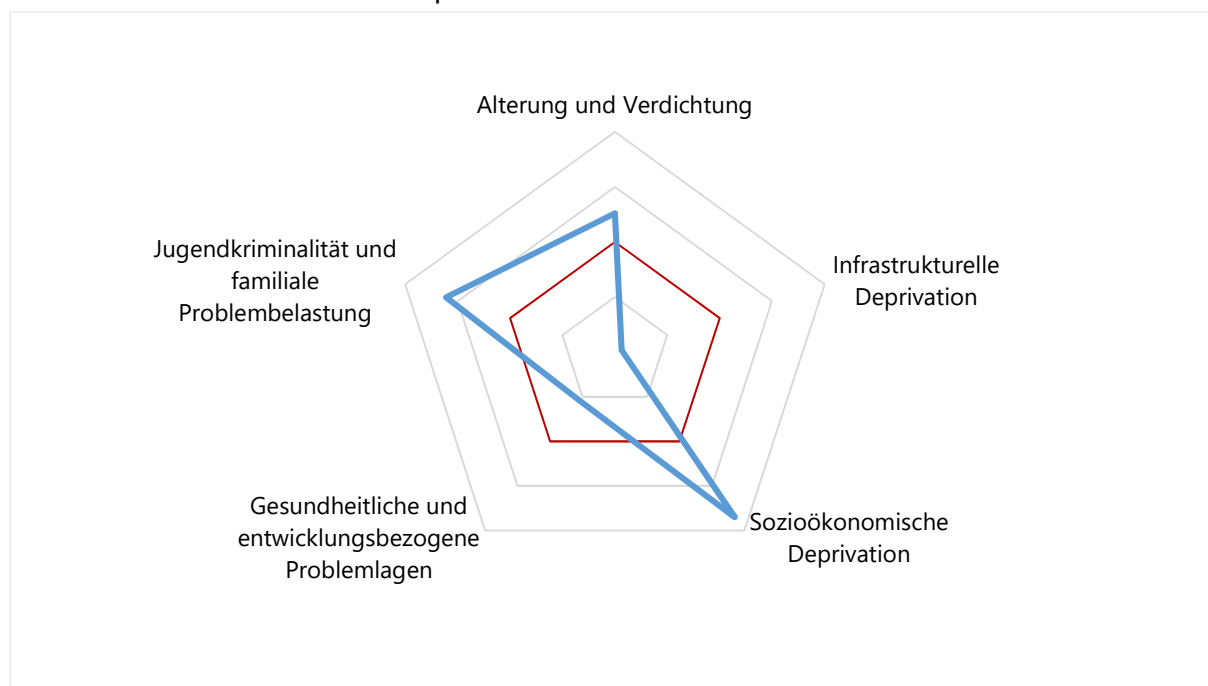 Alterung und Verdichtung
Jugendkriminalität und
familiale
Problembelastung
Infrastrukturelle
Deprivation
Gesundheitliche und
entwicklungsbezogene
Problemlagen
Sozioökonomische
Deprivation